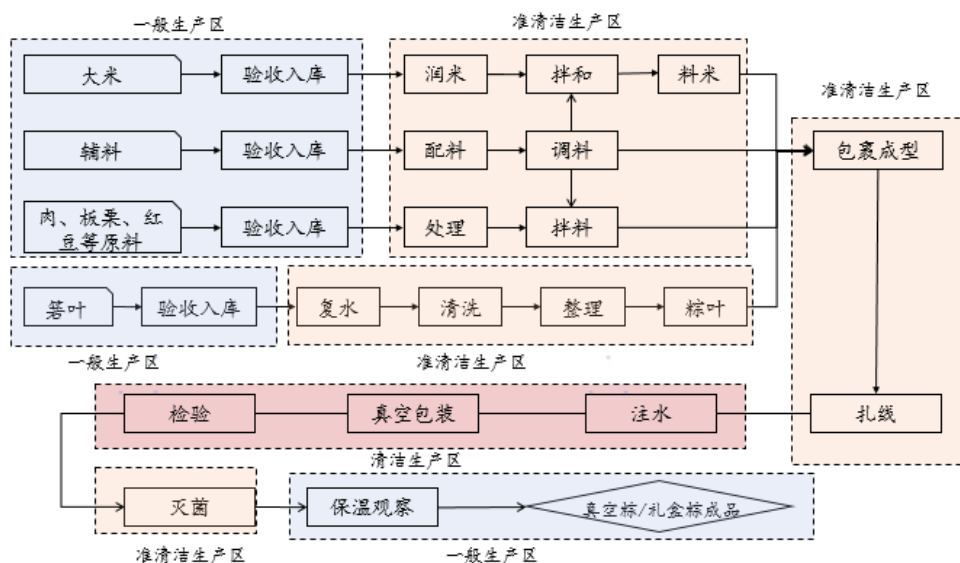 一般生产区
准清洁生产区
大米
验收入库
润米
拌和
料米
准清洁生产区
辅料
验收入库
配料
调料
包裹成型
肉、板栗、红
豆等原料
验收入库
处理
拌料
箬叶
验收入库
复水
清洗
整理
粽叶
一般生产区
准清洁生产区
检验
真空包装
注水
扎线
清洁生产区
灭菌
保温观察
真空粽/礼盒粽成品
准清洁生产区
一般生产区